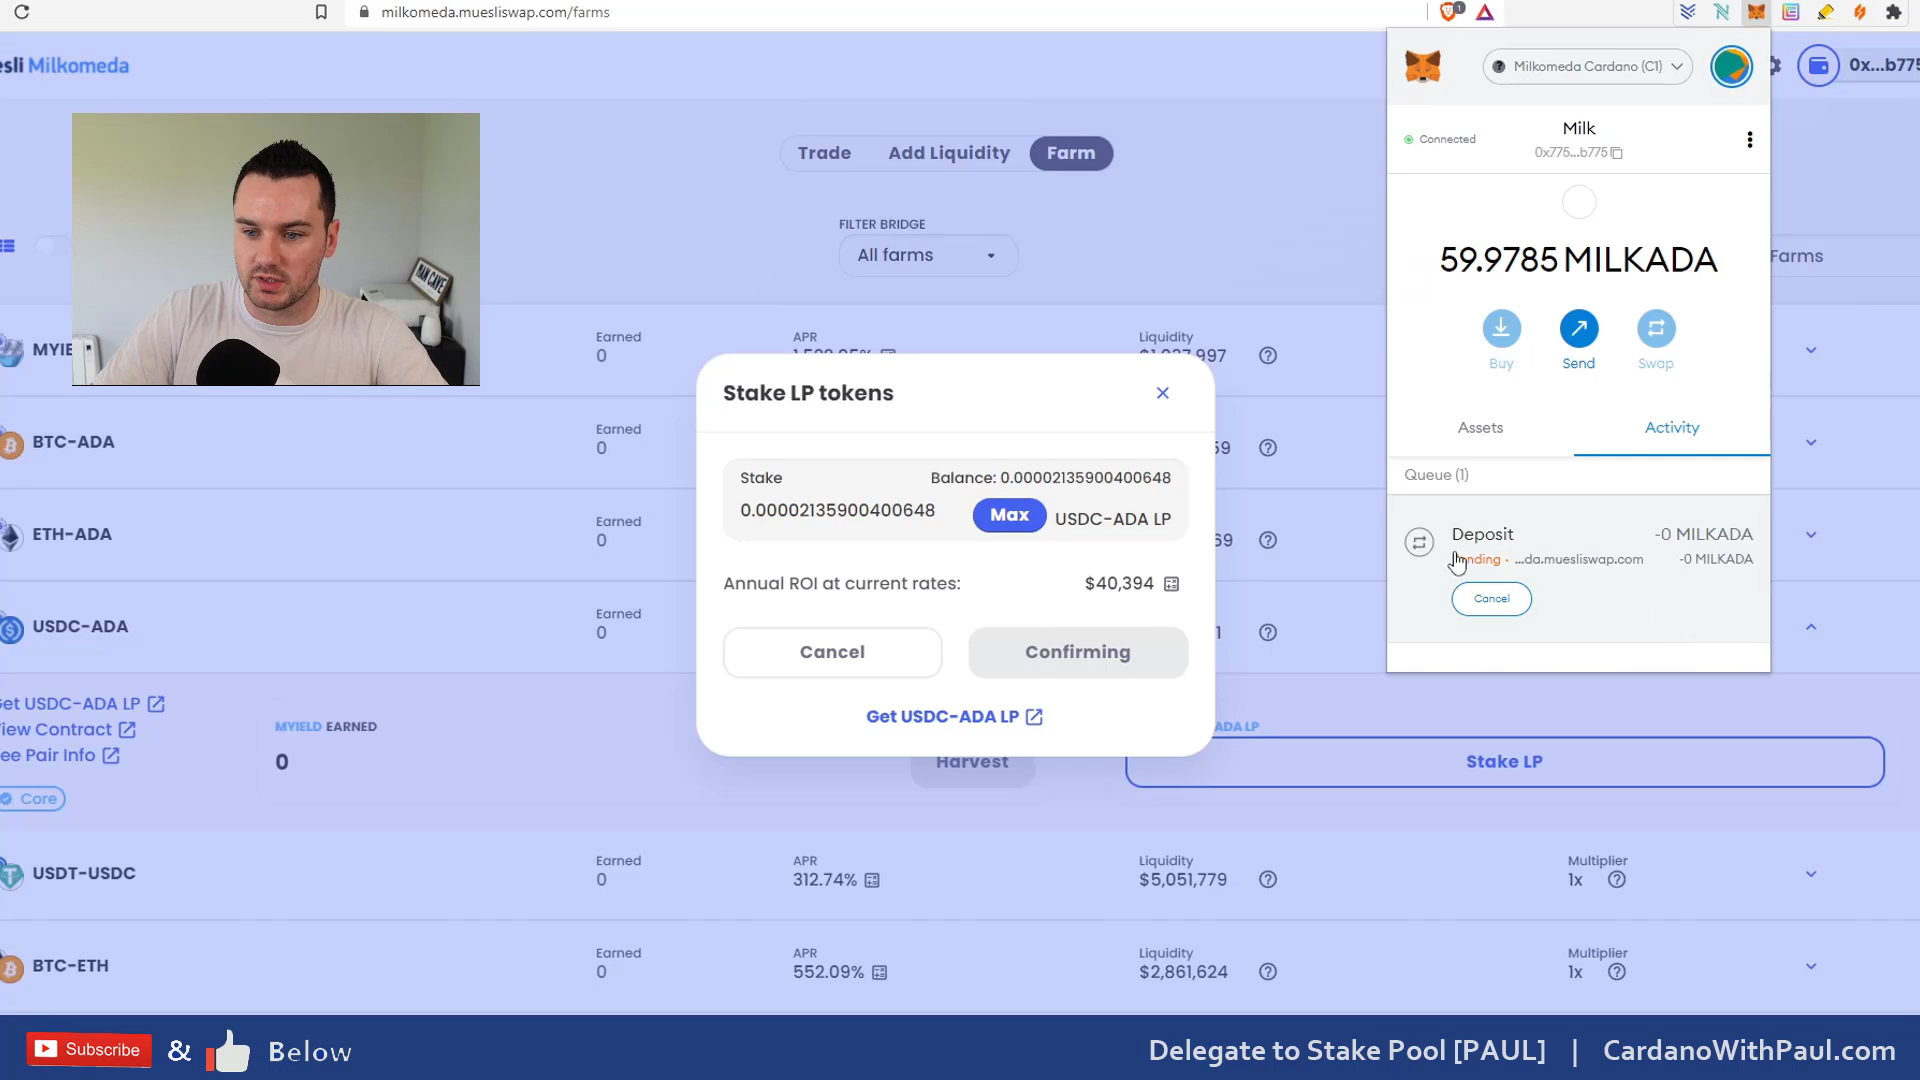 milkomeda.muesliswap.com/farms
1
esli Milkomeda
Milkomeda Cardano (C1)
0x...b775
MAN CAVE
Trade
Add Liquidity
Farm
Connected
Milk
0x775...b775
FILTER BRIDGE
All farms
Farms
59.9785 MILKADA
Buy
Send
Swap
MYIE
Earned
0
APR
Liquidity
BTC-ADA
Earned
0
59
ETH-ADA
Earned
0
69
USDC-ADA
Earned
0
1
Stake LP tokens
Stake
Balance: 0.00002135900400648
0.00002135900400648
Max
USDC-ADA LP
Annual ROI at current rates:
$40,394
Cancel
Confirming
Get USDC-ADA LP
Assets
Activity
Queue (1)
Deposit
-0 MILKADA
nding · ...da.muesliswap.com
-0 MILKADA
Cancel
et USDC-ADA LP
iew Contract
ee Pair Info
Core
MYIELD EARNED
0
Harvest
ADA LP
Stake LP
USDT-USDC
Earned
0
APR
312.74%
Liquidity
$5,051,779
Multiplier
1x
BTC-ETH
Earned
0
APR
552.09%
Liquidity
$2,861,624
Multiplier
1x
Subscribe & Below
Delegate to Stake Pool [PAUL] | CardanoWithPaul.com